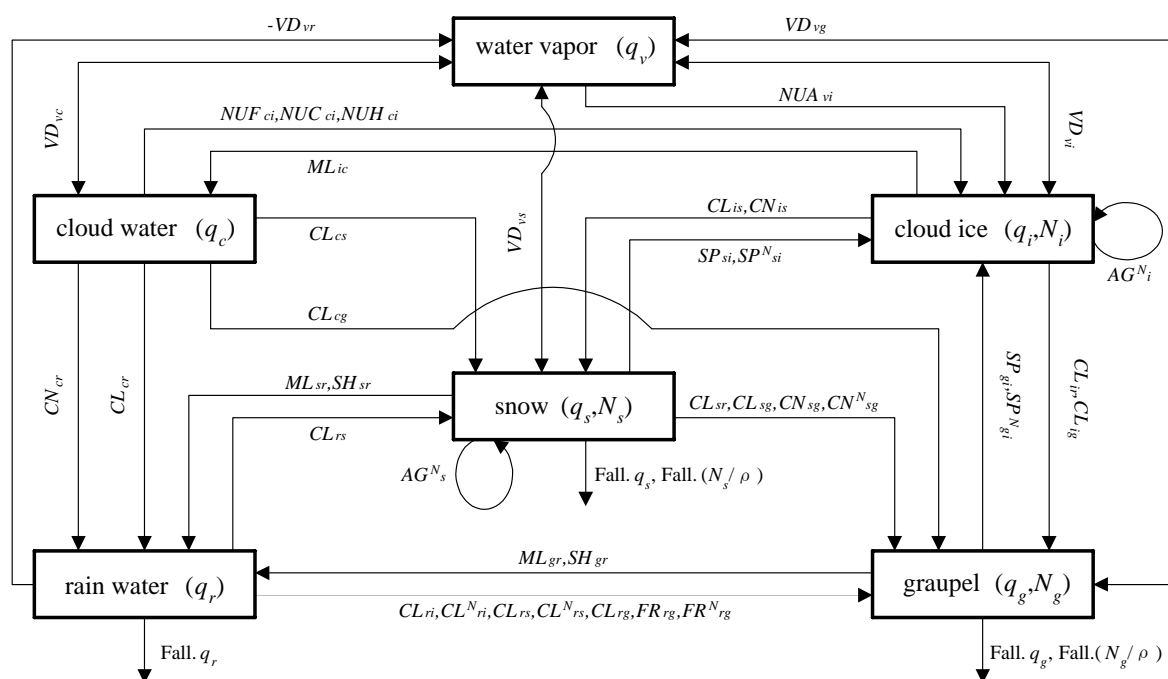 -VD vr
VD vg
water vapor (q v)
NUA vi
NUF ci,NUC ci,NUH ci
VD vc
VD vi
ML ic
cloud water (q c)
CL cs
VD vs
CL is,CN is
cloud ice (q i,N i)
SP si,SP N si
AG N i
CL cg
CN cr
CL cr
ML sr,SH sr
snow (q s,N s)
CL sr,CL sg,CN sg,CN N sg
SP gi,SP N gi
CL ir,CL ig
CL rs
AG N s
Fall. q s, Fall. (N s/ρ)
rain water (q r)
ML gr,SH gr
graupel (q g,N g)
CL ri,CL N ri,CL rs,CL N rs,CL rg,FR rg,FR N rg
Fall. q r
Fall. q g, Fall.(N g/ρ)